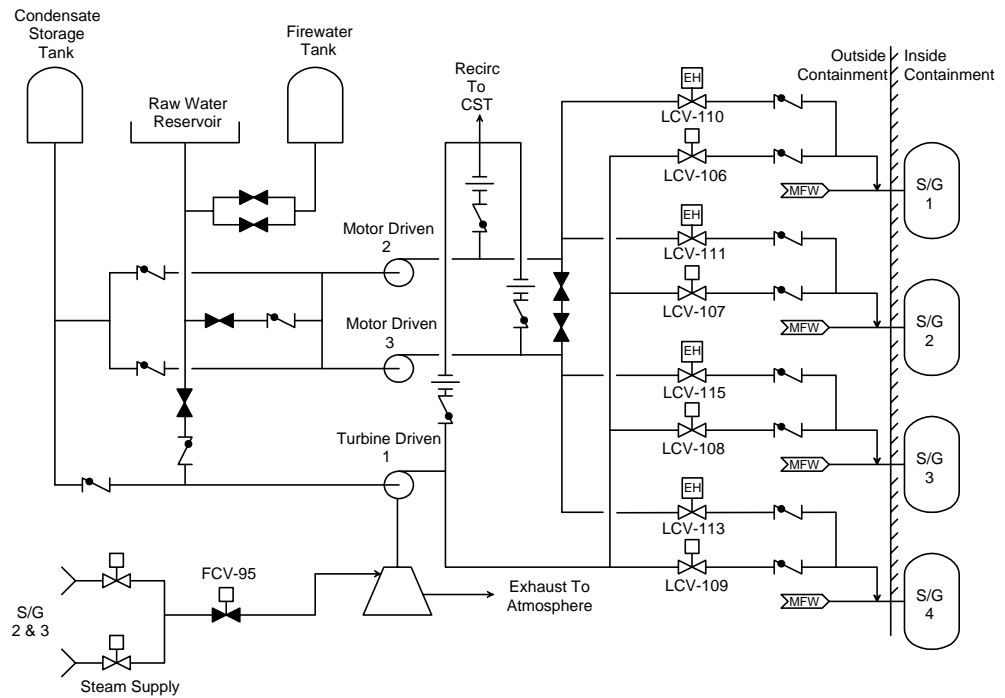 Condensate
Storage
Tank
Firewater
Tank
Raw Water
Reservoir
Recirc
To
CST
Outside
Containment
Inside
Containment
EH
LCV-110
LCV-106
MFW
S/G
1
Motor Driven
2
EH
LCV-111
LCV-107
MFW
S/G
2
Motor Driven
3
EH
LCV-115
LCV-108
MFW
S/G
3
Turbine Driven
1
EH
LCV-113
LCV-109
MFW
S/G
4
FCV-95
Exhaust To
Atmosphere
S/G
2 & 3
Steam Supply